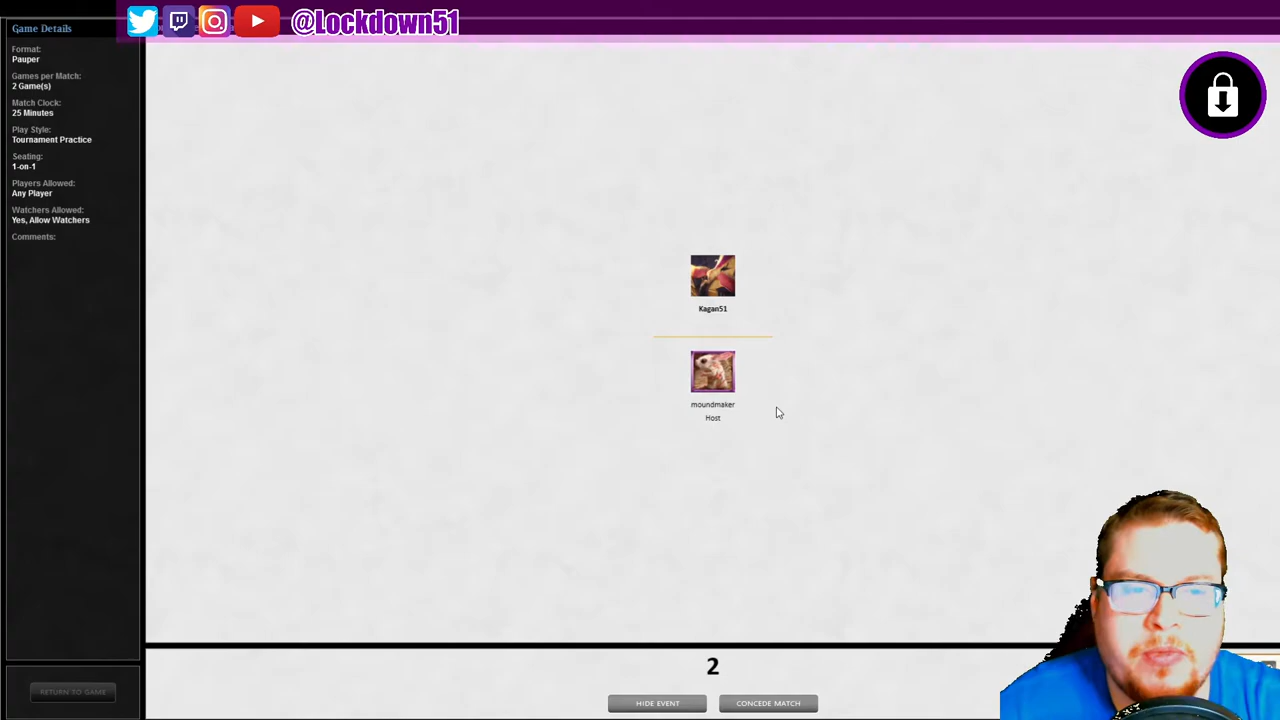 @Lockdown51
Game Details
Format:
Pauper
Games per Match:
2 Game(s)
Match Clock:
25 Minutes
Play Style:
Tournament Practice
Seating:
1-on-1
Players Allowed:
Any Player
Watchers Allowed:
Yes, Allow Watchers
Comments:
Kagan51
moundmaker
Host
2
RETURN TO GAME
HIDE EVENT
CONCEDE MATCH